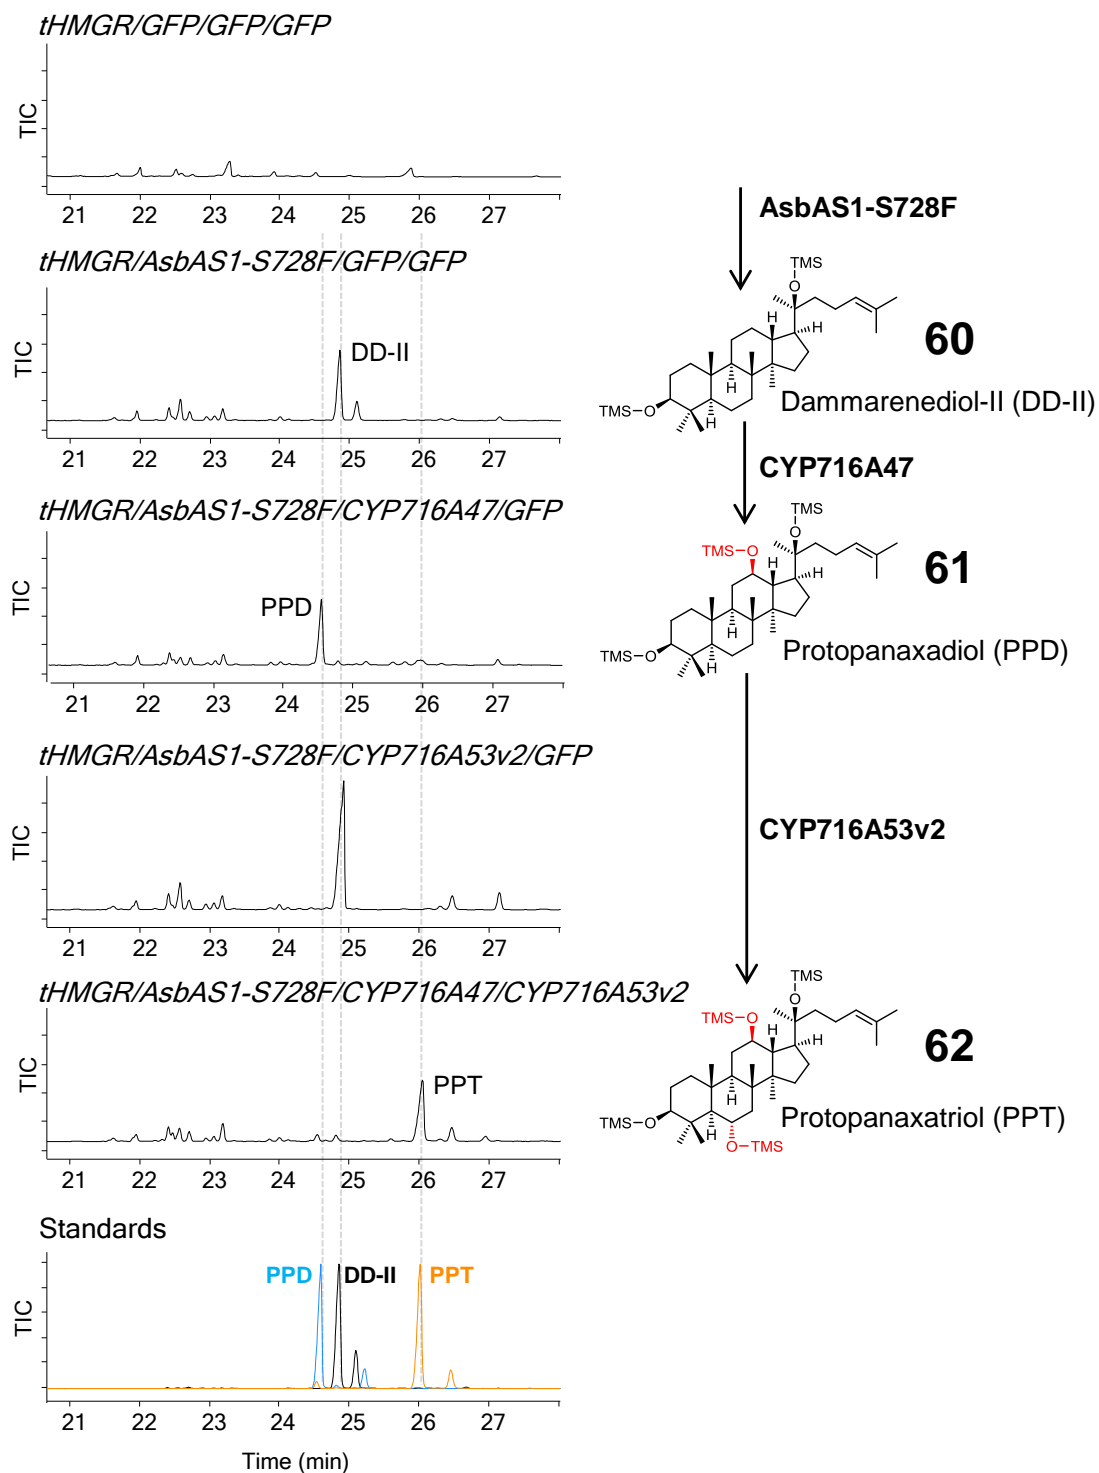 tHMGR/GFP/GFP/GFP
TIC
21 22 23 24 25 26 27
tHMGR/AsbAS1-S728F/GFP/GFP
DD-II
TIC
21 22 23 24 25 26 27
tHMGR/AsbAS1-S728F/CYP716A47/GFP
PPD
TIC
21 22 23 24 25 26 27
tHMGR/AsbAS1-S728F/CYP716A53v2/GFP
TIC
21 22 23 24 25 26 27
tHMGR/AsbAS1-S728F/CYP716A47/CYP716A53v2
PPT
TIC
21 22 23 24 25 26 27
Standards
PPD DD-II PPT
TIC
21 22 23 24 25 26 27
Time (min)
AsbAS1-S728F
TMS
O
H
H
H
H
TMS-O
60
Dammarenediol-II (DD-II)
CYP716A47
TMS
O
TMS-O
H
H
H
H
TMS-O
61
Protopanaxadiol (PPD)
CYP716A53v2
TMS
O
TMS-O
H
H
H
H
TMS-O
O-TMS
62
Protopanaxatriol (PPT)